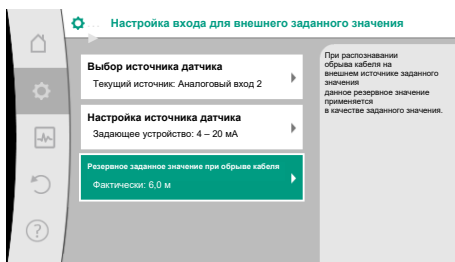 Настройка входа для внешнего заданного значения
Выбор источника датчика
Текущий источник: Аналоговый вход 2
Настройка источника датчика
Задающее устройство: 4 – 20 мА
Резервное заданное значение при обрыве кабеля
Фактически: 6,0 м
При распознавании
обрыва кабеля на
внешнем источнике заданного
значения
данное резервное значение
применяется
в качестве заданного значения.
?